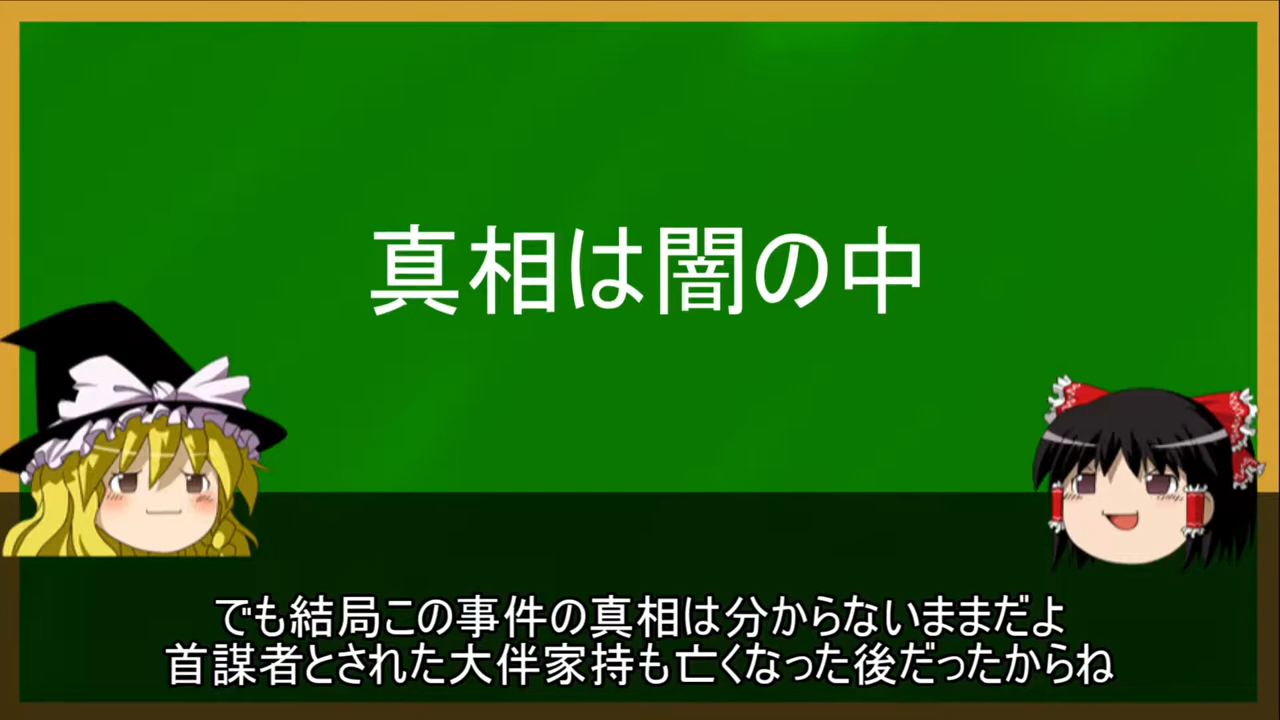 真相は闇の中
でも結局この事件の真相は分からないままだよ
首謀者とされた大伴家持も亡くなった後だったからね